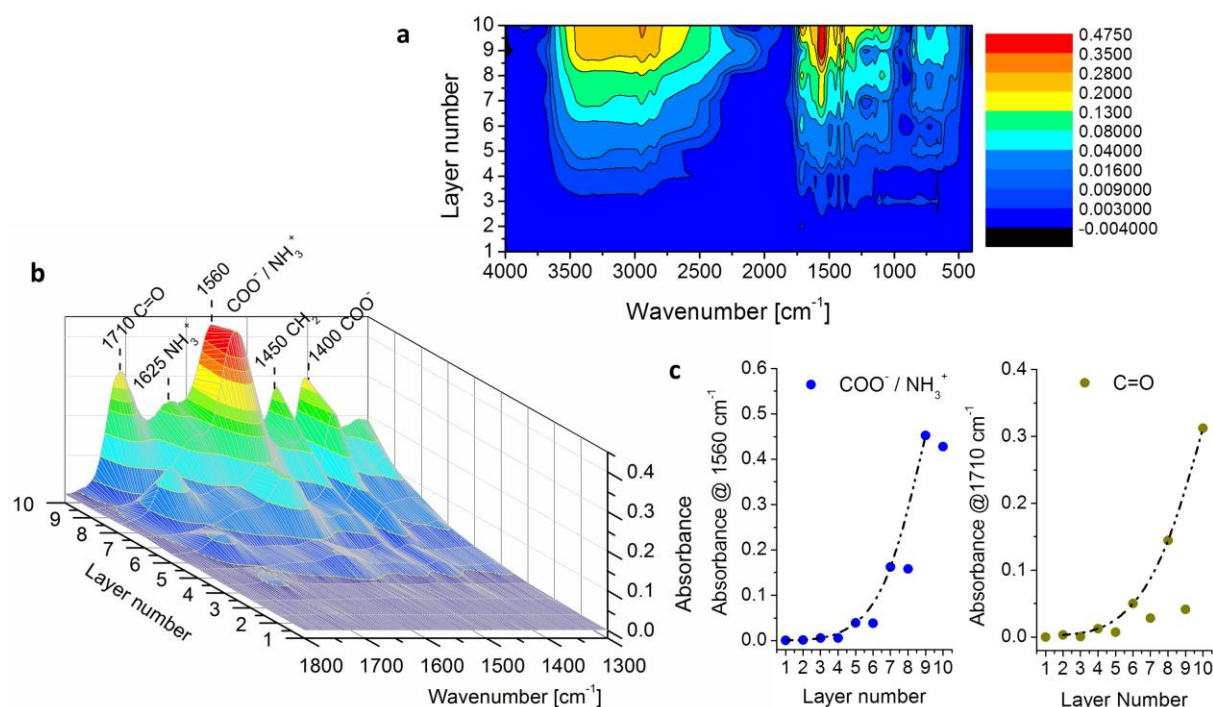 a
10
9
8
7
6
5
4
3
2
1
Layer number
4000 3500 3000 2500 2000 1500 1000 500
Wavenumber [cm⁻¹]
0.4750
0.3500
0.2800
0.2000
0.1300
0.08000
0.04000
0.01600
0.009000
0.003000
-0.004000
b
1710 C=O
1625 NH₃⁺
1560
COO⁻ / NH₃⁺
1450 CH₂
1400 COO⁻
10
9
8
7
6
5
4
3
2
1
Layer number
1800 1700 1600 1500 1400 1300
Wavenumber [cm⁻¹]
0.4
0.3
0.2
0.1
0.0
Absorbance
c
COO⁻ / NH₃⁺
0.6
0.5
0.4
0.3
0.2
0.1
0.0
Absorbance @ 1560 cm⁻¹
1 2 3 4 5 6 7 8 9 10
Layer number
C=O
0.4
0.3
0.2
0.1
0.0
Absorbance @1710 cm⁻¹
1 2 3 4 5 6 7 8 9 10
Layer Number